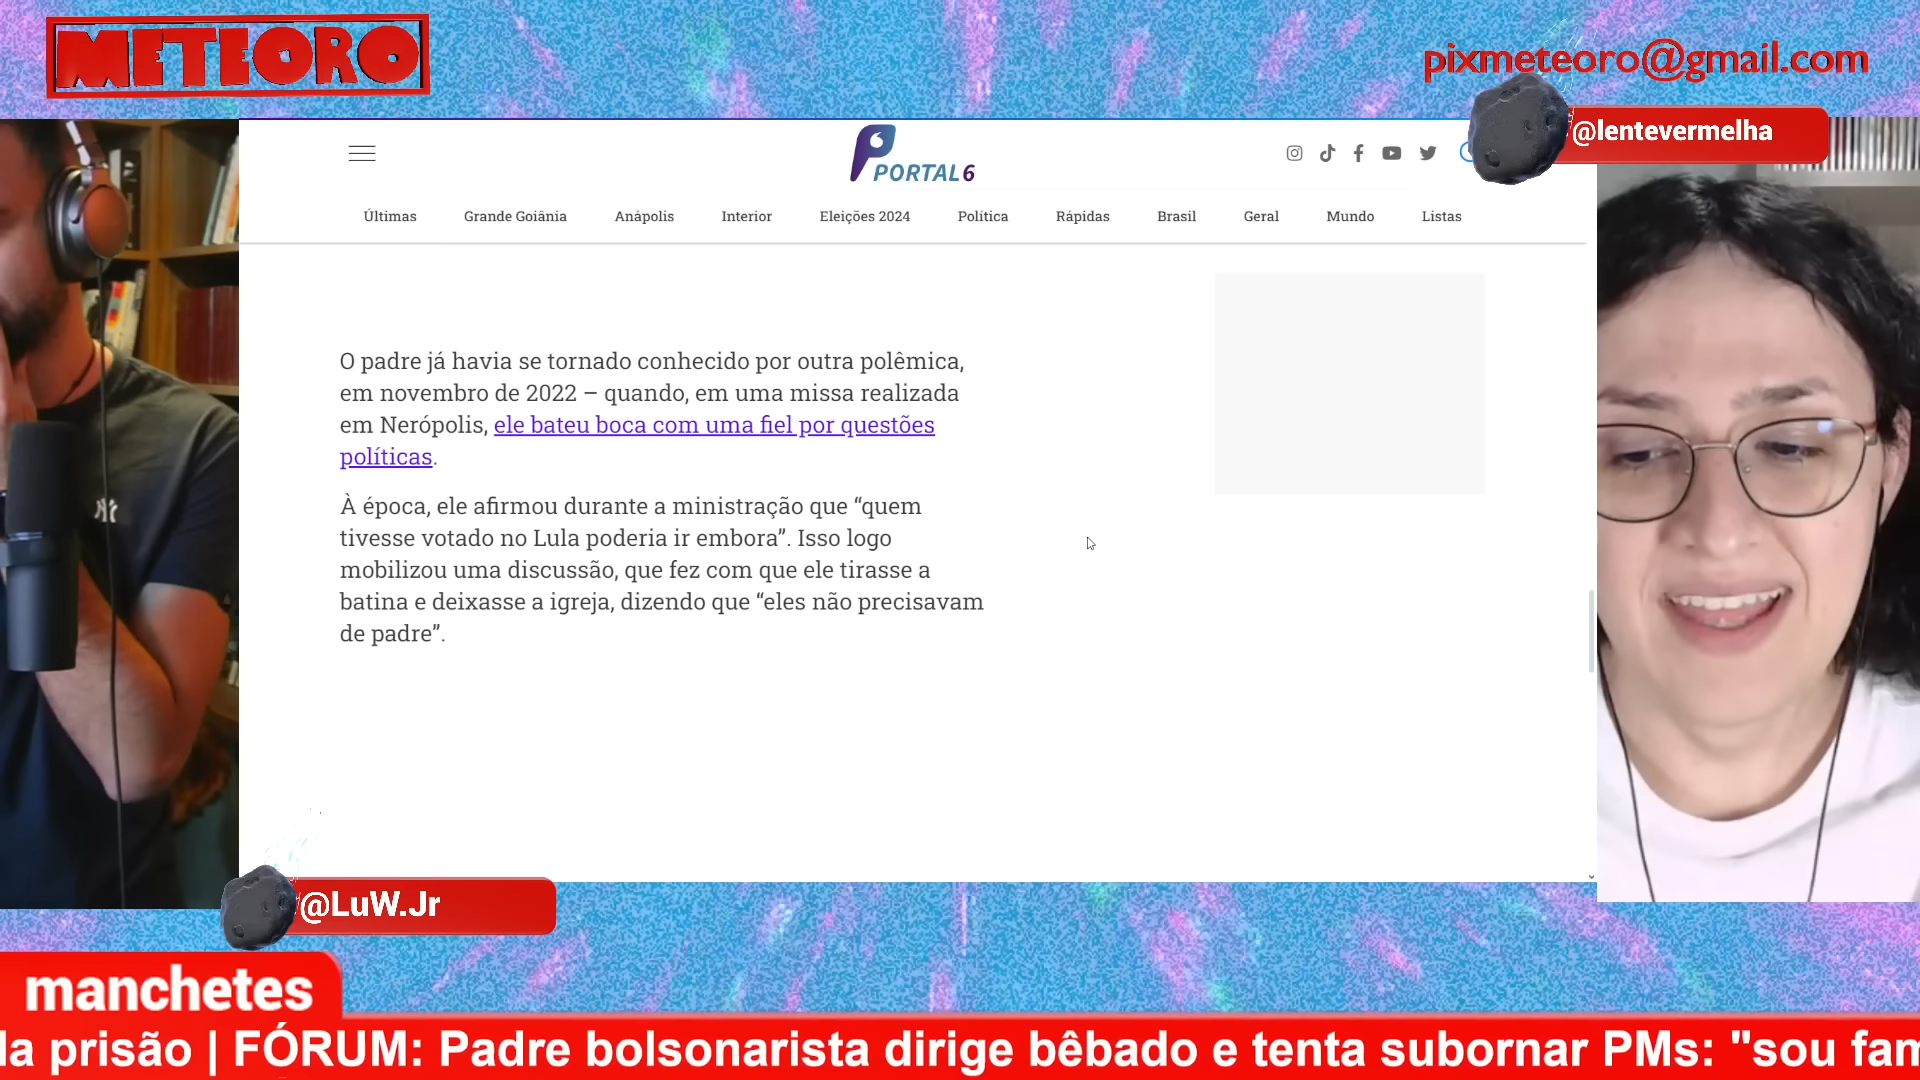 METEORO
pixmeteoro@gmail.com
@lentevermelha
PORTAL6
Últimas Grande Goiânia Anápolis Interior Eleições 2024 Política Rápidas Brasil Geral Mundo Listas
O padre já havia se tornado conhecido por outra polêmica,
em novembro de 2022 – quando, em uma missa realizada
em Nerópolis, ele bateu boca com uma fiel por questões
políticas.
À época, ele afirmou durante a ministração que “quem
tivesse votado no Lula poderia ir embora”. Isso logo
mobilizou uma discussão, que fez com que ele tirasse a
batina e deixasse a igreja, dizendo que “eles não precisavam
de padre”.
@LuW.Jr
manchetes
la prisão | FÓRUM: Padre bolsonarista dirige bêbado e tenta subornar PMs: "sou fam